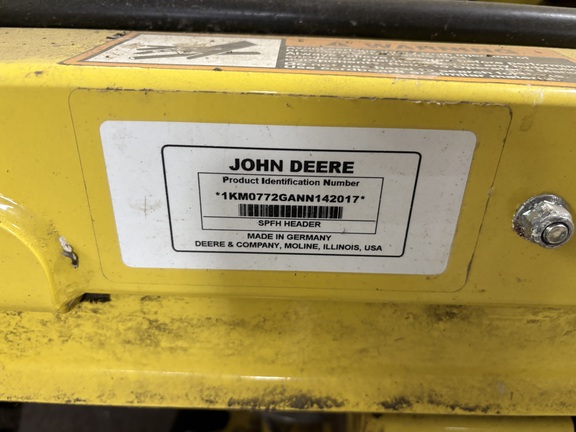 JOHN DEERE
Product Identification Number
*1KM0772GANN142017*
SPFH HEADER
MADE IN GERMANY
DEERE & COMPANY, MOLINE, ILLINOIS, USA